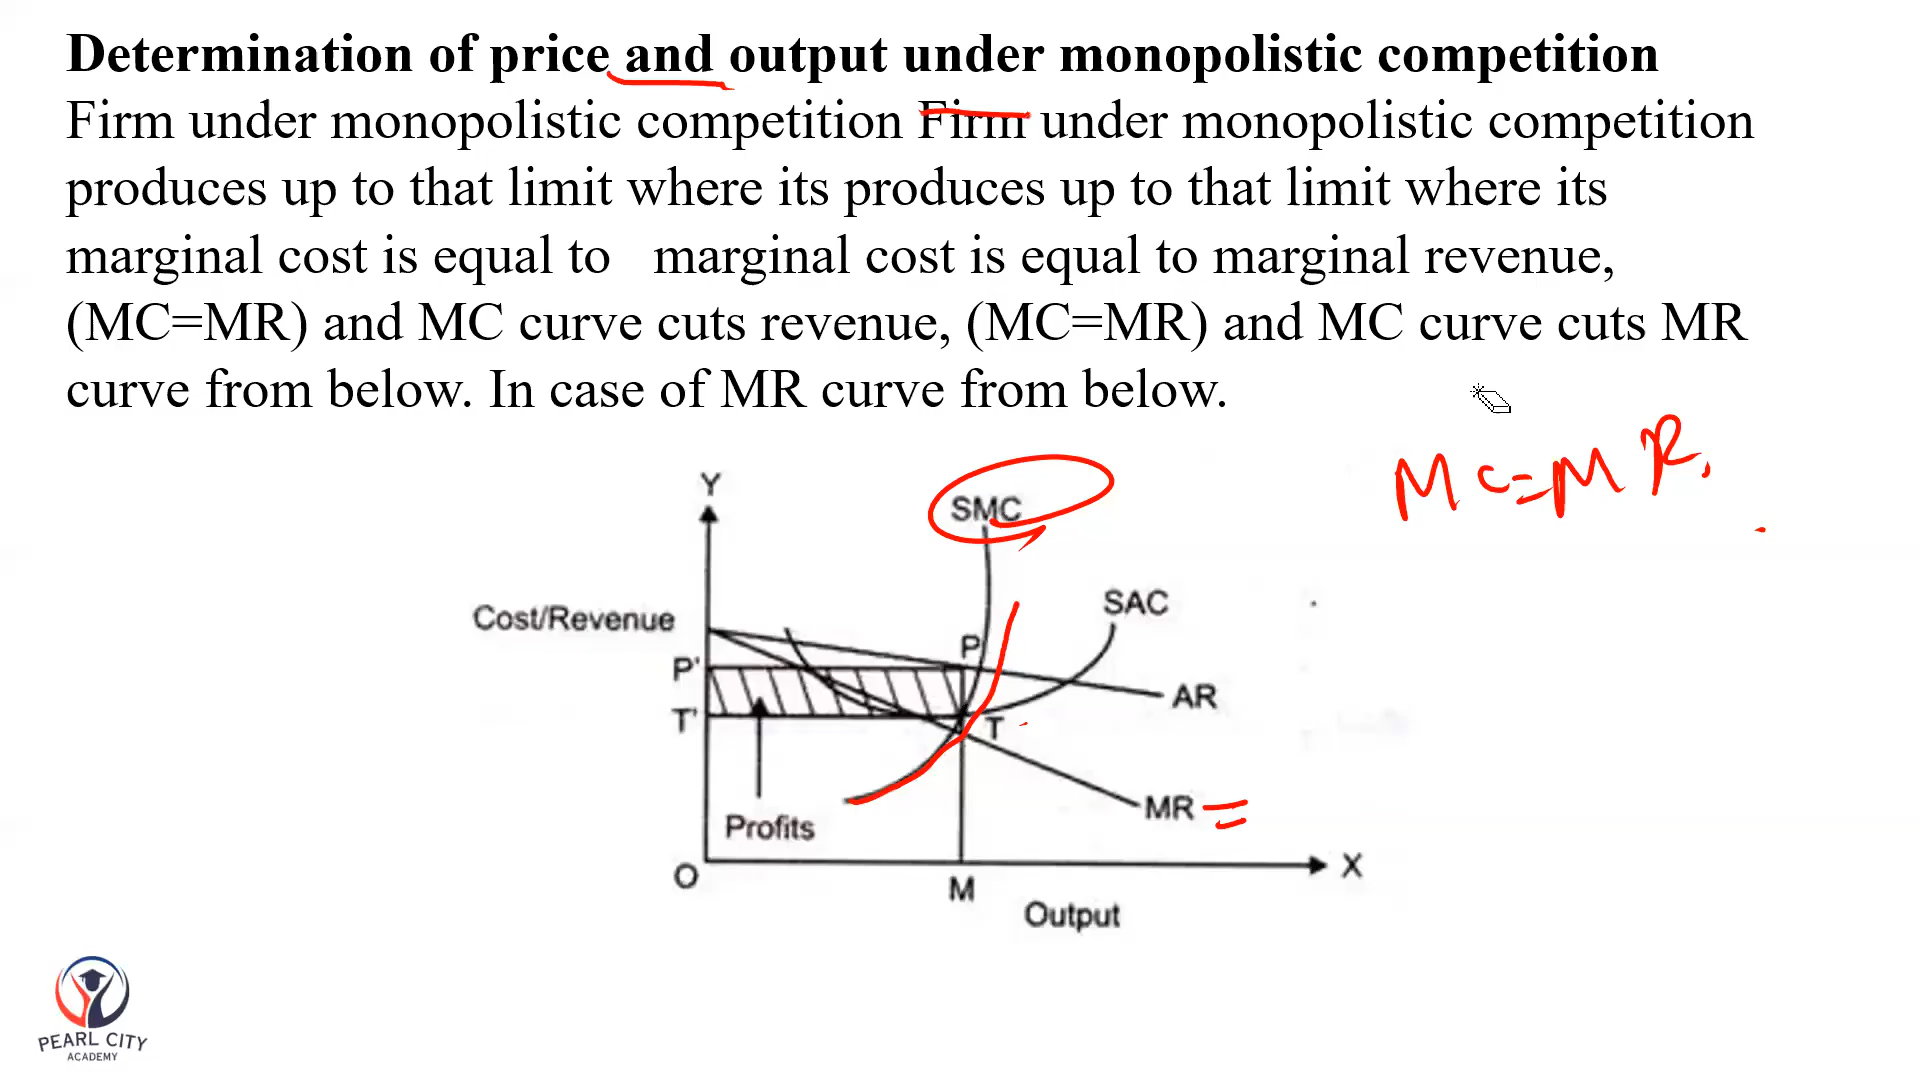 Determination of price and output under monopolistic competition
Firm under monopolistic competition Firm under monopolistic competition
produces up to that limit where its produces up to that limit where its
marginal cost is equal to marginal cost is equal to marginal revenue,
(MC=MR) and MC curve cuts revenue, (MC=MR) and MC curve cuts MR
curve from below. In case of MR curve from below.
MC=MR.
Y
SMC
SAC
Cost/Revenue
P
P'
AR
T'
T
MR =
Profits
O
X
M
Output
PEARL CITY
ACADEMY